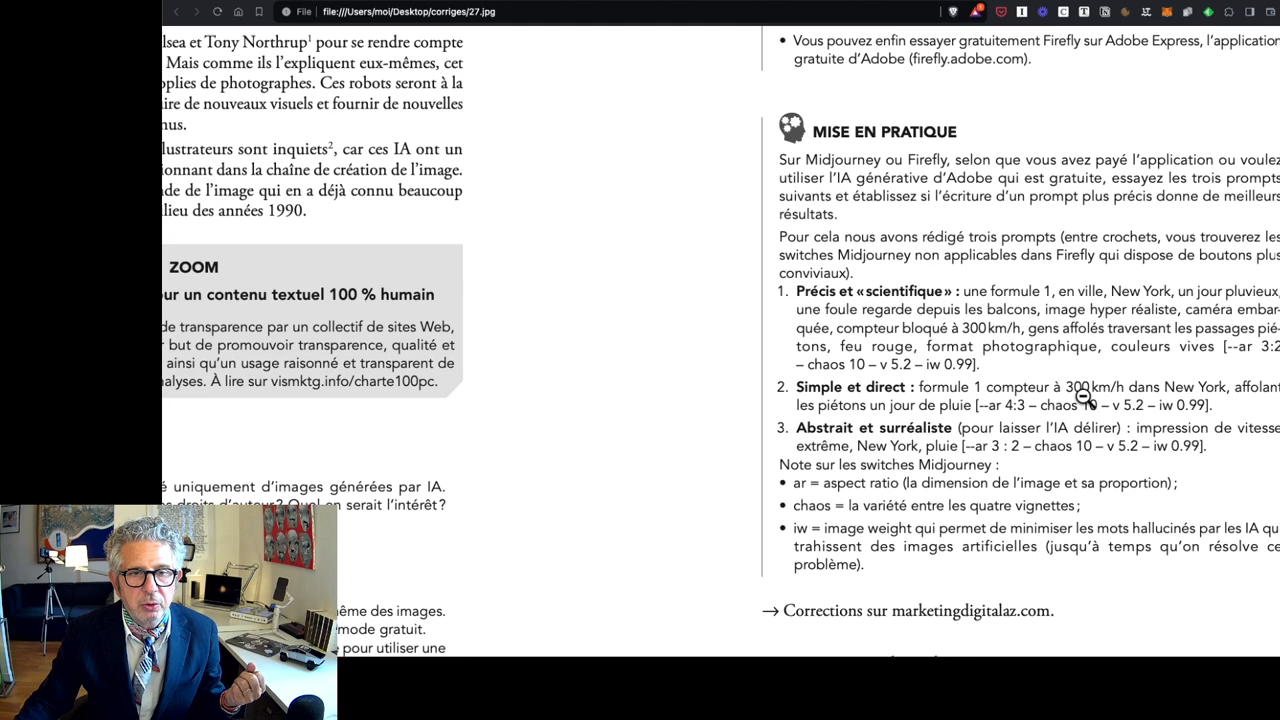 File
file:///Users/moi/Desktop/corriges/27.jpg
lsea et Tony Northrup¹ pour se rendre compte
Mais comme ils l'expliquent eux-mêmes, cet
oplies de photographes. Ces robots seront à la
ire de nouveaux visuels et fournir de nouvelles
nus.
lustrateurs sont inquiets², car ces IA ont un
ionnant dans la chaîne de création de l'image.
de de l'image qui en a déjà connu beaucoup
ilieu des années 1990.
ZOOM
ur un contenu textuel 100 % humain
de transparence par un collectif de sites Web,
r but de promouvoir transparence, qualité et
ainsi qu'un usage raisonné et transparent de
nalyses. À lire sur vismktg.info/charte100pc.
é uniquement d'images générées par IA.
droits d'auteur? Quel en serait l'intérêt?
ême des images.
mode gratuit.
pour utiliser une
• Vous pouvez enfin essayer gratuitement Firefly sur Adobe Express, l'application
gratuite d'Adobe (firefly.adobe.com).
MISE EN PRATIQUE
Sur Midjourney ou Firefly, selon que vous avez payé l'application ou voulez
utiliser l'IA générative d'Adobe qui est gratuite, essayez les trois prompts
suivants et établissez si l'écriture d'un prompt plus précis donne de meilleurs
résultats.
Pour cela nous avons rédigé trois prompts (entre crochets, vous trouverez les
switches Midjourney non applicables dans Firefly qui dispose de boutons plus
conviviaux).
1. Précis et « scientifique » : une formule 1, en ville, New York, un jour pluvieux,
une foule regarde depuis les balcons, image hyper réaliste, caméra embar-
quée, compteur bloqué à 300 km/h, gens affolés traversant les passages pié-
tons, feu rouge, format photographique, couleurs vives [--ar 3:2
– chaos 10 – v 5.2 – iw 0.99].
2. Simple et direct : formule 1 compteur à 300 km/h dans New York, affolant
les piétons un jour de pluie [--ar 4:3 – chaos 10 – v 5.2 – iw 0.99].
3. Abstrait et surréaliste (pour laisser l'IA délirer) : impression de vitesse
extrême, New York, pluie [--ar 3 : 2 – chaos 10 – v 5.2 – iw 0.99].
Note sur les switches Midjourney :
• ar = aspect ratio (la dimension de l'image et sa proportion) ;
• chaos = la variété entre les quatre vignettes ;
• iw = image weight qui permet de minimiser les mots hallucinés par les IA qu
trahissent des images artificielles (jusqu'à temps qu'on résolve ce
problème).
→ Corrections sur marketingdigitalaz.com.